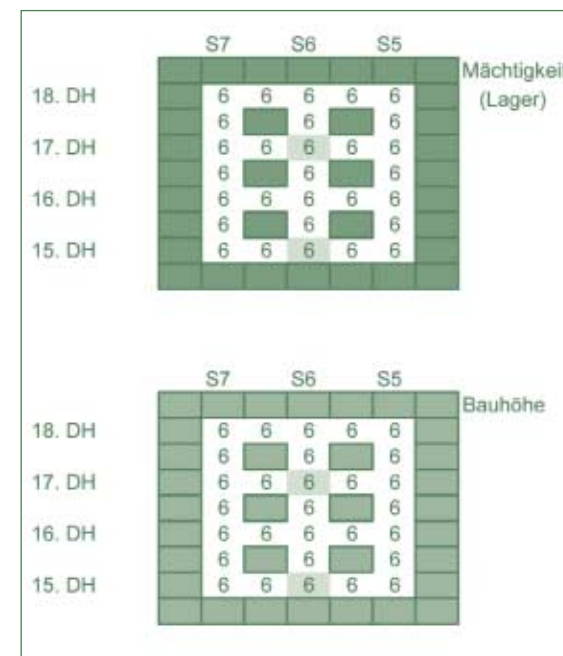 S7 S6 S5
Mächtigkeit
18. DH 6 6 6 6 6 (Lager)
6 6 6
17. DH 6 6 6 6 6
6 6 6
16. DH 6 6 6 6 6
6 6 6
15. DH 6 6 6 6 6
S7 S6 S5
Bauhöhe
18. DH 6 6 6 6 6
6 6 6
17. DH 6 6 6 6 6
6 6 6
16. DH 6 6 6 6 6
6 6 6
15. DH 6 6 6 6 6